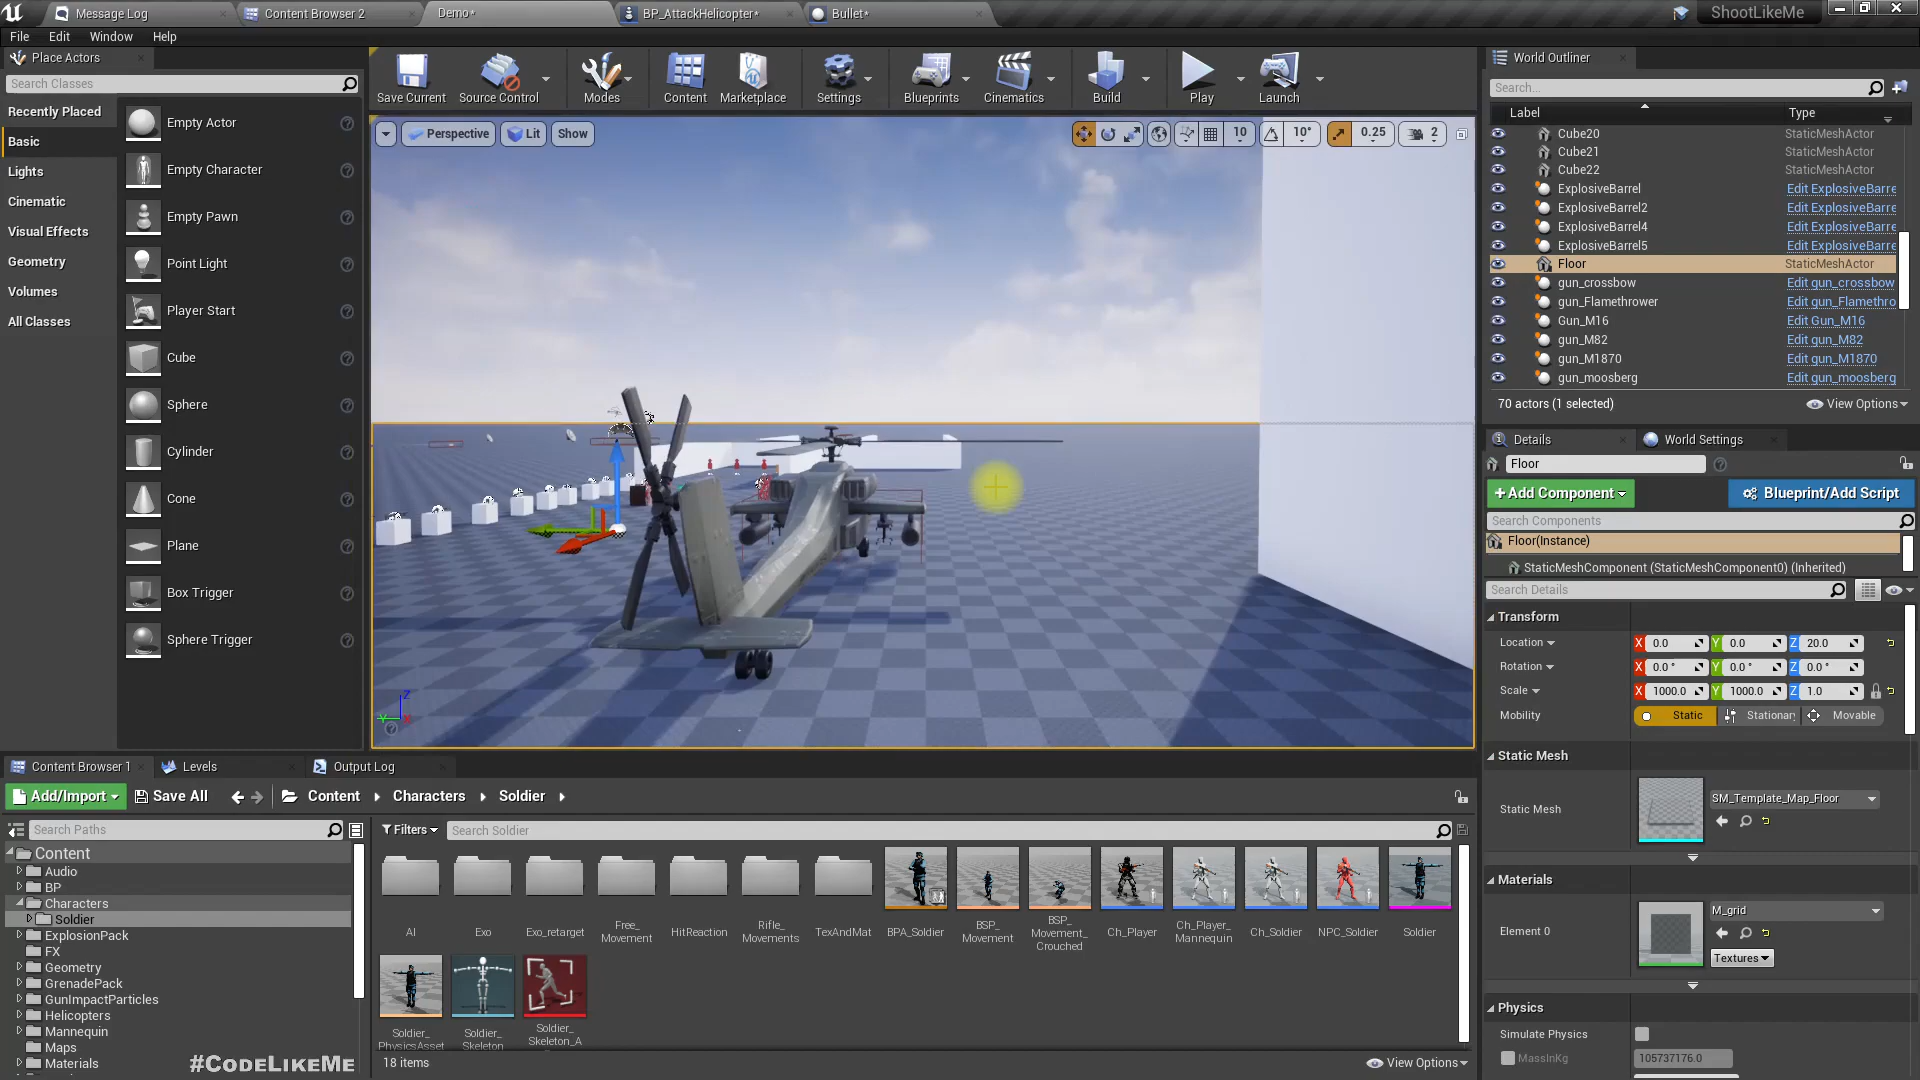 Message Log
Content Browser 2
Demo*
BP_AttackHelicopter*
Bullet*
ShootLikeMe
File
Edit
Window
Help
Place Actors
Search Classes
Recently Placed
Basic
Lights
Cinematic
Visual Effects
Geometry
Volumes
All Classes
Empty Actor
Empty Character
Empty Pawn
Point Light
Player Start
Cube
Sphere
Cylinder
Cone
Plane
Box Trigger
Sphere Trigger
Save Current
Source Control
Modes
Content
Marketplace
Settings
Blueprints
Cinematics
Build
Play
Launch
Perspective
Lit
Show
10
10°
0.25
2
World Outliner
Search...
Label
Type
Cube20 StaticMeshActor
Cube21 StaticMeshActor
Cube22 StaticMeshActor
ExplosiveBarrel Edit ExplosiveBarre
ExplosiveBarrel2 Edit ExplosiveBarre
ExplosiveBarrel4 Edit ExplosiveBarre
ExplosiveBarrel5 Edit ExplosiveBarre
Floor StaticMeshActor
gun_crossbow Edit gun_crossbow
gun_Flamethrower Edit gun_Flamethro
Gun_M16 Edit Gun_M16
gun_M82 Edit gun_M82
gun_M1870 Edit gun_M1870
gun_moosberg Edit gun_moosberg
70 actors (1 selected)
View Options
Details
World Settings
Floor
+Add Component
Blueprint/Add Script
Search Components
Floor(Instance)
StaticMeshComponent (StaticMeshComponent0) (Inherited)
Search Details
Transform
Location X 0.0 Y 0.0 Z 20.0
Rotation X 0.0 ° Y 0.0 ° Z 0.0 °
Scale X 1000.0 Y 1000.0 Z 1.0
Mobility Static Stationar Movable
Static Mesh
Static Mesh
SM_Template_Map_Floor
Materials
Element 0
M_grid
Textures
Physics
Simulate Physics
MassInKg 105737176.0
Content Browser 1
Levels
Output Log
Add/Import
Save All
Content
Characters
Soldier
Search Paths
Filters
Search Soldier
Content
Audio
BP
Characters
Soldier
ExplosionPack
FX
Geometry
GrenadePack
GunImpactParticles
Helicopters
Mannequin
Maps
Materials
AI
Exo
Exo_retarget
Free_
Movement
HitReaction
Rifle_
Movements
TexAndMat
BPA_Soldier
BSP_
Movement
BSP_
Movement_
Crouched
Ch_Player
Ch_Player_
Mannequin
Ch_Soldier
NPC_Soldier
Soldier
Soldier_
PhysicsAsset
Soldier_
Skeleton
Soldier_
Skeleton_A
18 items
View Options
#CodeLikeMe
Z
Y